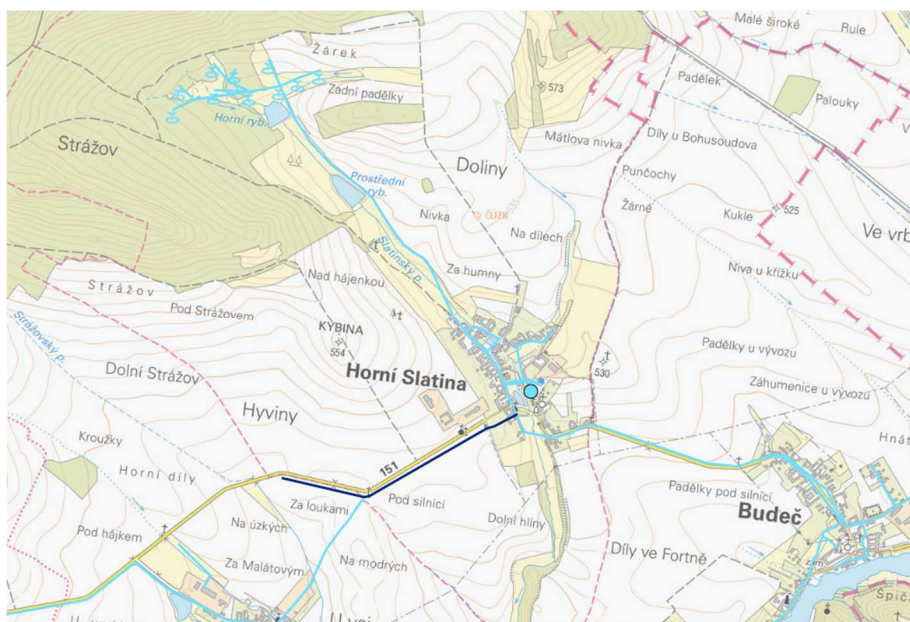 Malé široké
Rule
Žárek
Padělek
Zadní padělky
573
Palouky
Horní ryb.
Mátlova nivka
Díly u Bohusoudova
Strážov
Doliny
Prostřední
ryb.
Punčochy
Žárné
525
Nivka
ČÚZK
Kukle
Ve vrb
Na dílech
Slatinský p.
Za humny
Niva u křížku
Strážov
Nad hájenkou
Pod Strážovem
KYBINA
554
Strážovský p.
Padělky u vývozu
Dolní Strážov
Horní Slatina
530
Záhumenice u vývozu
Hyviny
Kroužky
Hnát
151
Horní díly
Padělky pod silnicí
Za loukami
Pod silnicí
Budeč
Na úzkých
Dolní hlíny
Pod hájkem
Díly ve Fortně
Za Malátovým
Na modrých
zám.
Špič